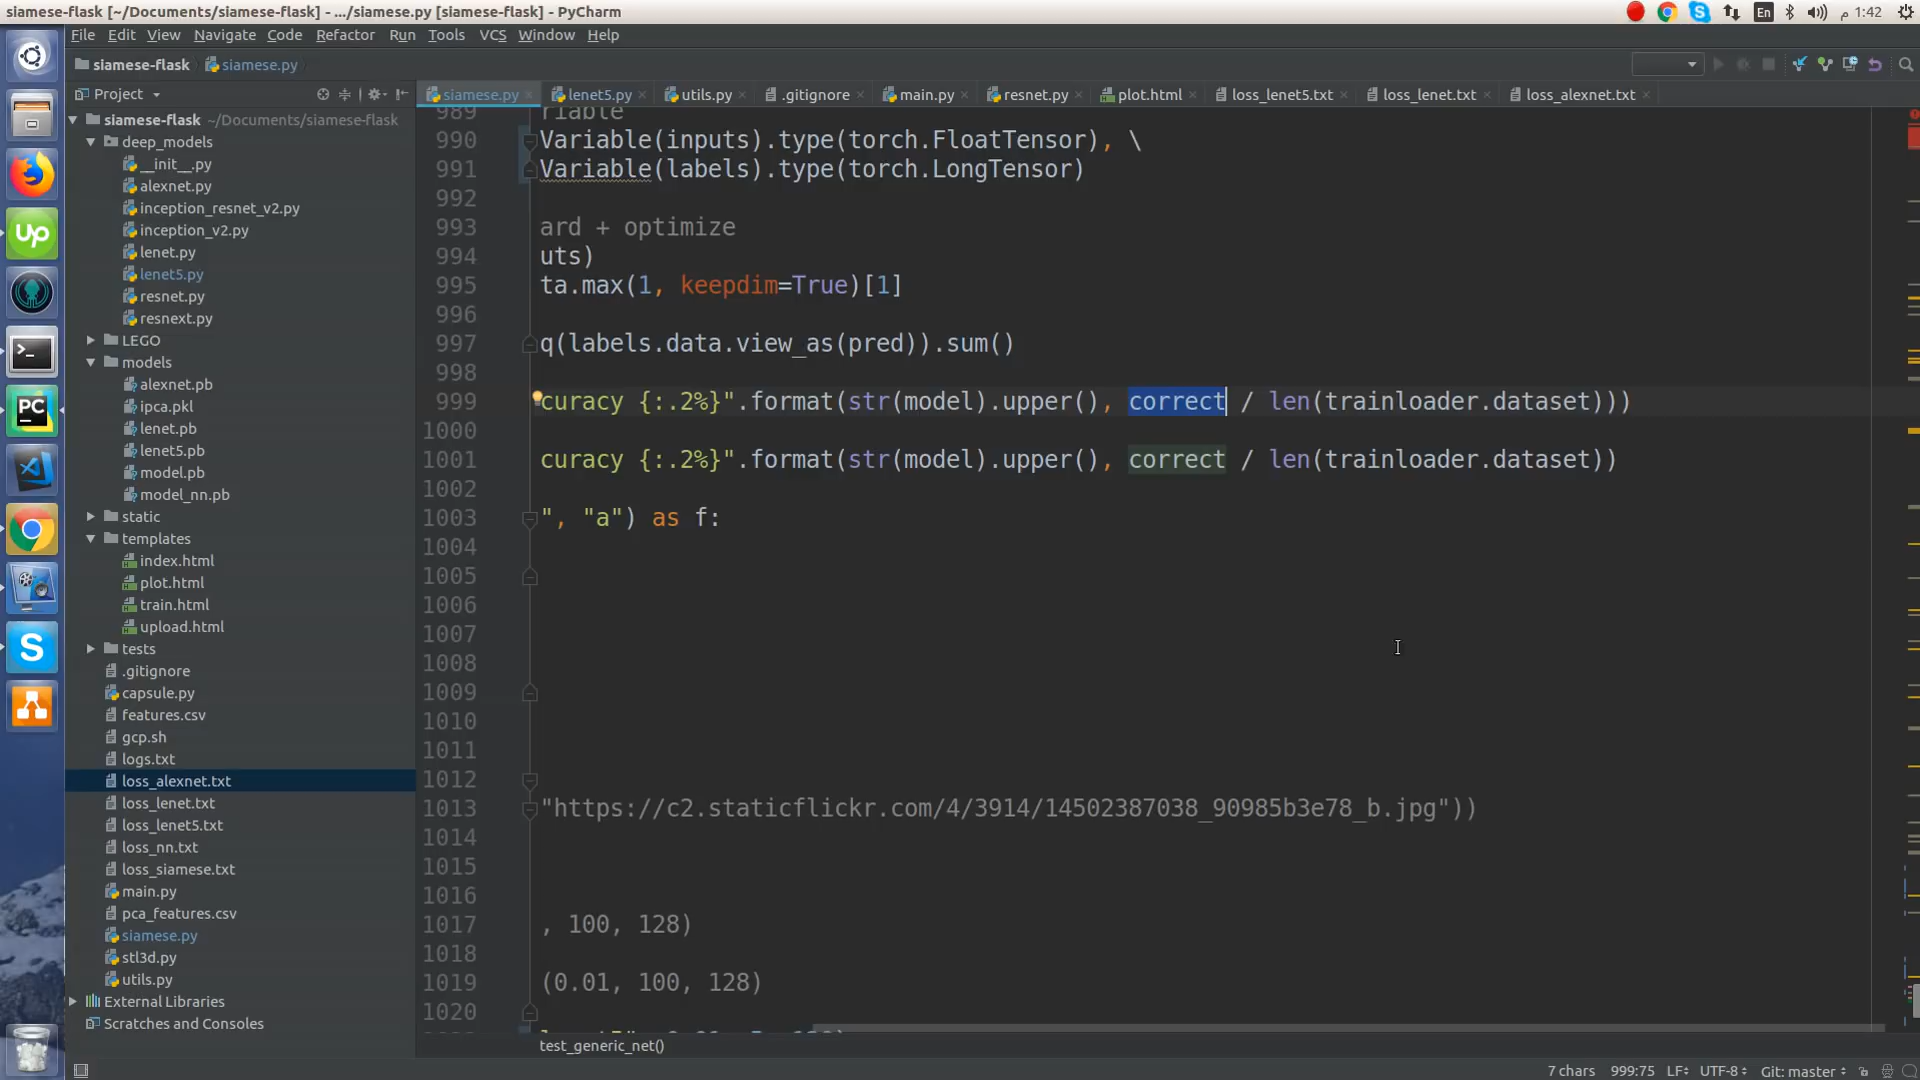 siamese-flask [~/Documents/siamese-flask] - .../siamese.py [siamese-flask] - PyCharm
En
1:42 م
File Edit View Navigate Code Refactor Run Tools VCS Window Help
siamese-flask siamese.py
Project
siamese.py lenet5.py utils.py .gitignore main.py resnet.py plot.html loss_lenet5.txt loss_lenet.txt loss_alexnet.txt
siamese-flask ~/Documents/siamese-flask
deep_models
__init__.py
alexnet.py
inception_resnet_v2.py
inception_v2.py
lenet.py
lenet5.py
resnet.py
resnext.py
LEGO
models
alexnet.pb
ipca.pkl
lenet.pb
lenet5.pb
model.pb
model_nn.pb
static
templates
index.html
plot.html
train.html
upload.html
tests
.gitignore
capsule.py
features.csv
gcp.sh
logs.txt
loss_alexnet.txt
loss_lenet.txt
loss_lenet5.txt
loss_nn.txt
loss_siamese.txt
main.py
pca_features.csv
siamese.py
stl3d.py
utils.py
External Libraries
Scratches and Consoles
Up
PC
989 riable
990 Variable(inputs).type(torch.FloatTensor), \
991 Variable(labels).type(torch.LongTensor)
992
993 ard + optimize
994 uts)
995 ta.max(1, keepdim=True)[1]
996
997 q(labels.data.view_as(pred)).sum()
998
999 curacy {:.2%}".format(str(model).upper(), correct / len(trainloader.dataset)))
1000
1001 curacy {:.2%}".format(str(model).upper(), correct / len(trainloader.dataset))
1002
1003 ", "a") as f:
1004
1005
1006
1007
1008
1009
1010
1011
1012
1013 "https://c2.staticflickr.com/4/3914/14502387038_90985b3e78_b.jpg"))
1014
1015
1016
1017 , 100, 128)
1018
1019 (0.01, 100, 128)
1020
test_generic_net()
7 chars 999:75 LF UTF-8 Git: master